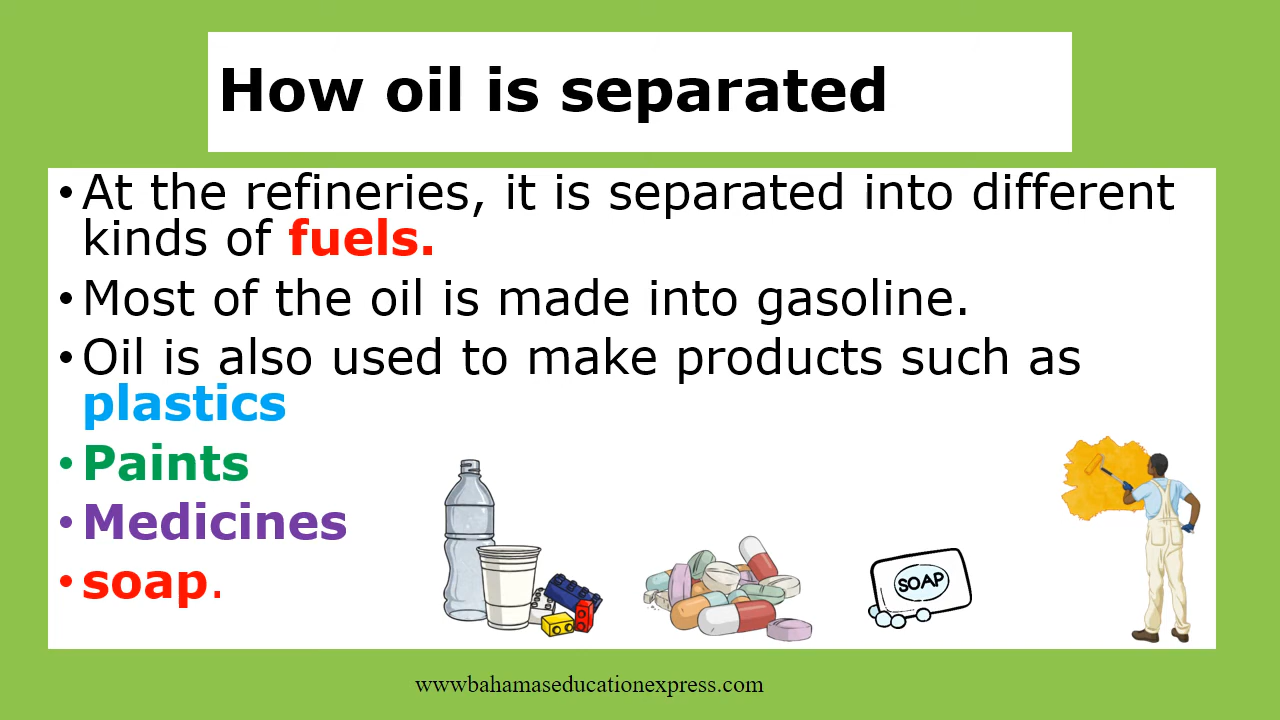 How oil is separated
•At the refineries, it is separated into different
kinds of fuels.
•Most of the oil is made into gasoline.
•Oil is also used to make products such as
plastics
•Paints
•Medicines
•soap.
SOAP
wwwbahamaseducationexpress.com